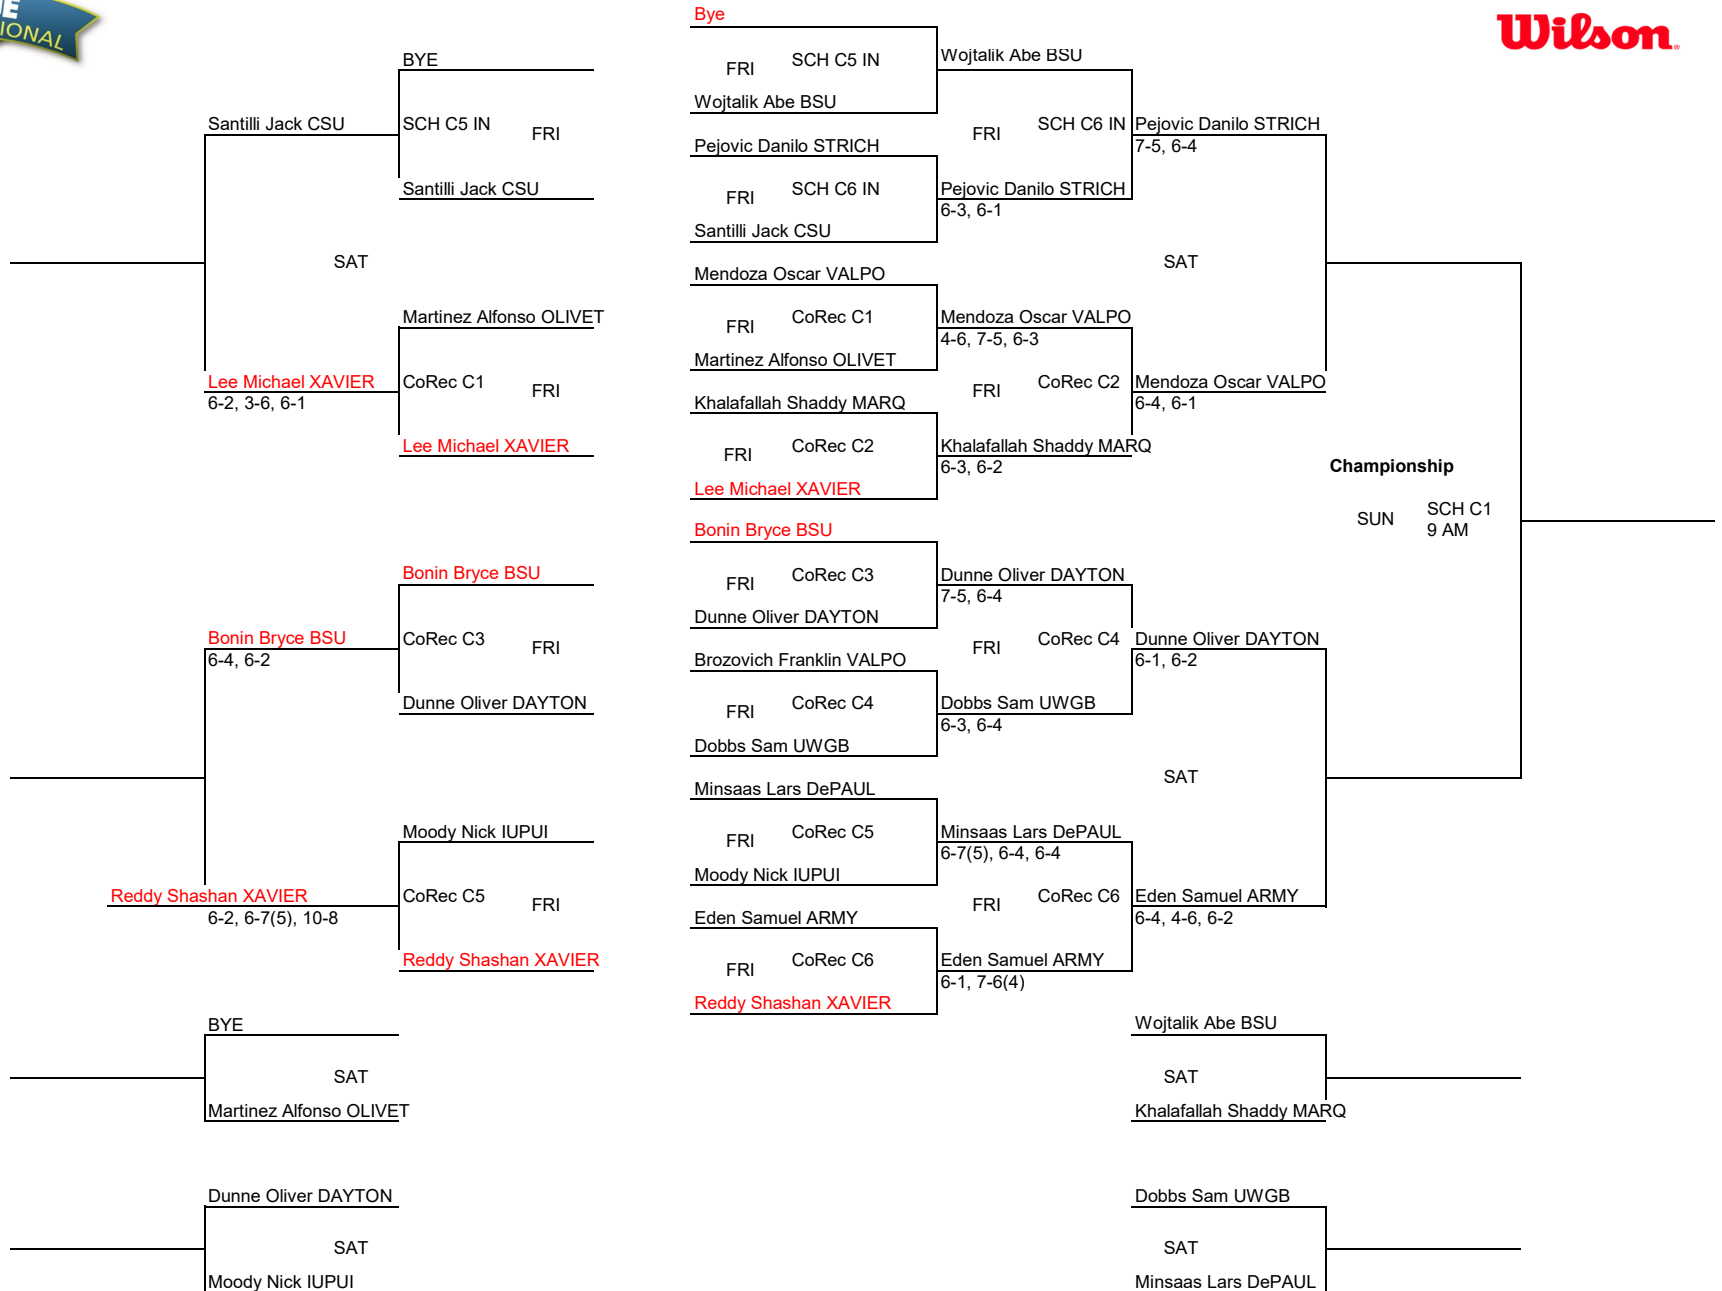 IONAL
Wilson
Bye
BYE
FRI
SCH C5 IN
Wojtalik Abe BSU
Wojtalik Abe BSU
Santilli Jack CSU
SCH C5 IN
FRI
FRI
SCH C6 IN
Pejovic Danilo STRICH
7-5, 6-4
Pejovic Danilo STRICH
Santilli Jack CSU
FRI
SCH C6 IN
Pejovic Danilo STRICH
6-3, 6-1
Santilli Jack CSU
SAT
SAT
Mendoza Oscar VALPO
Martinez Alfonso OLIVET
FRI
CoRec C1
Mendoza Oscar VALPO
4-6, 7-5, 6-3
Martinez Alfonso OLIVET
Lee Michael XAVIER
6-2, 3-6, 6-1
CoRec C1
FRI
FRI
CoRec C2
Mendoza Oscar VALPO
6-4, 6-1
Khalafallah Shaddy MARQ
Lee Michael XAVIER
FRI
CoRec C2
Khalafallah Shaddy MARQ
6-3, 6-2
Championship
Lee Michael XAVIER
SUN
SCH C1
9 AM
Bonin Bryce BSU
Bonin Bryce BSU
FRI
CoRec C3
Dunne Oliver DAYTON
7-5, 6-4
Dunne Oliver DAYTON
Bonin Bryce BSU
6-4, 6-2
CoRec C3
FRI
FRI
CoRec C4
Dunne Oliver DAYTON
6-1, 6-2
Brozovich Franklin VALPO
Dunne Oliver DAYTON
FRI
CoRec C4
Dobbs Sam UWGB
6-3, 6-4
Dobbs Sam UWGB
SAT
Minsaas Lars DePAUL
Moody Nick IUPUI
FRI
CoRec C5
Minsaas Lars DePAUL
6-7(5), 6-4, 6-4
Moody Nick IUPUI
Reddy Shashan XAVIER
6-2, 6-7(5), 10-8
CoRec C5
FRI
FRI
CoRec C6
Eden Samuel ARMY
6-4, 4-6, 6-2
Eden Samuel ARMY
Reddy Shashan XAVIER
FRI
CoRec C6
Eden Samuel ARMY
6-1, 7-6(4)
Reddy Shashan XAVIER
BYE
Wojtalik Abe BSU
SAT
SAT
Martinez Alfonso OLIVET
Khalafallah Shaddy MARQ
Dunne Oliver DAYTON
Dobbs Sam UWGB
SAT
SAT
Moody Nick IUPUI
Minsaas Lars DePAUL